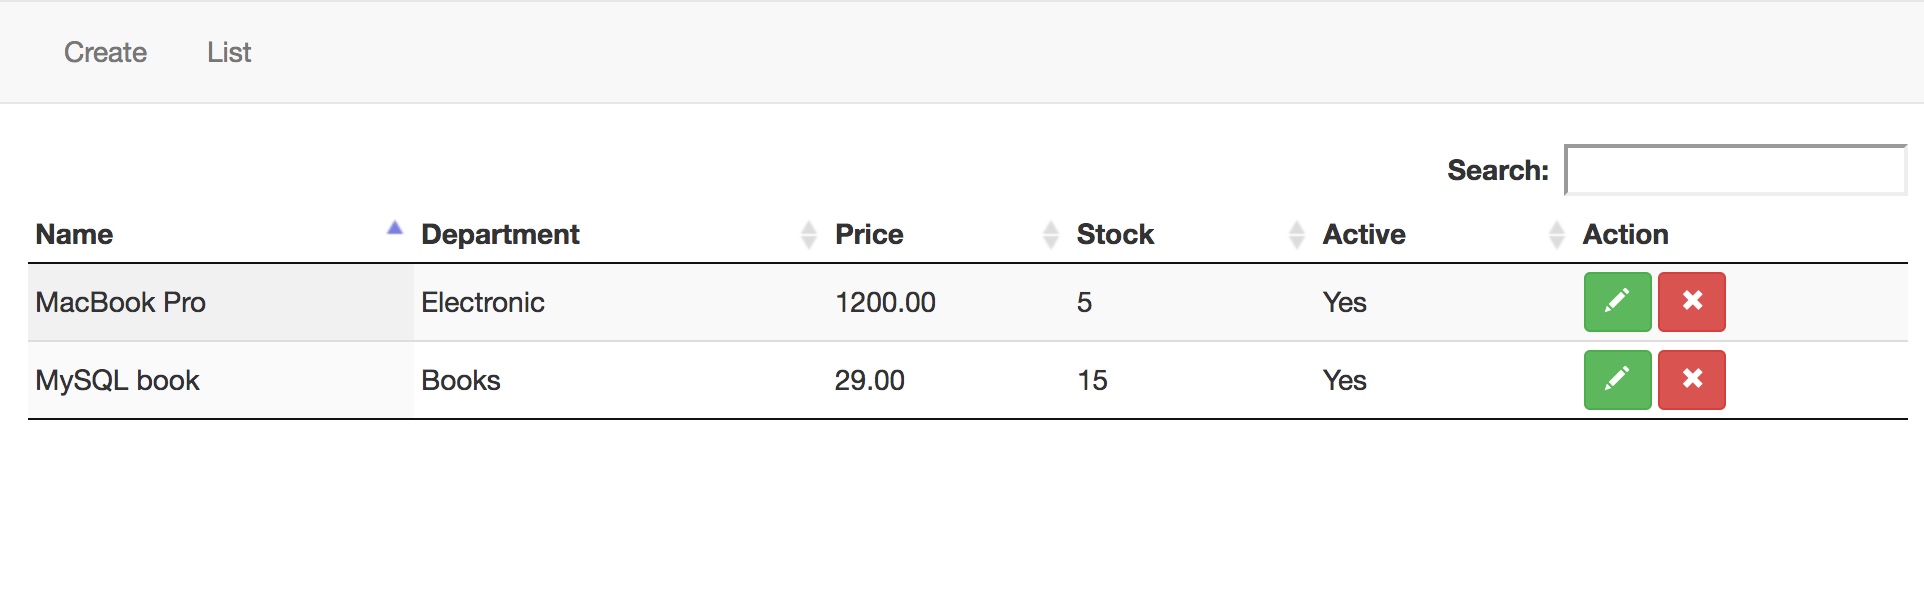 Create List
Search:
Name Department Price Stock Active Action
MacBook Pro Electronic 1200.00 5 Yes
MySQL book Books 29.00 15 Yes